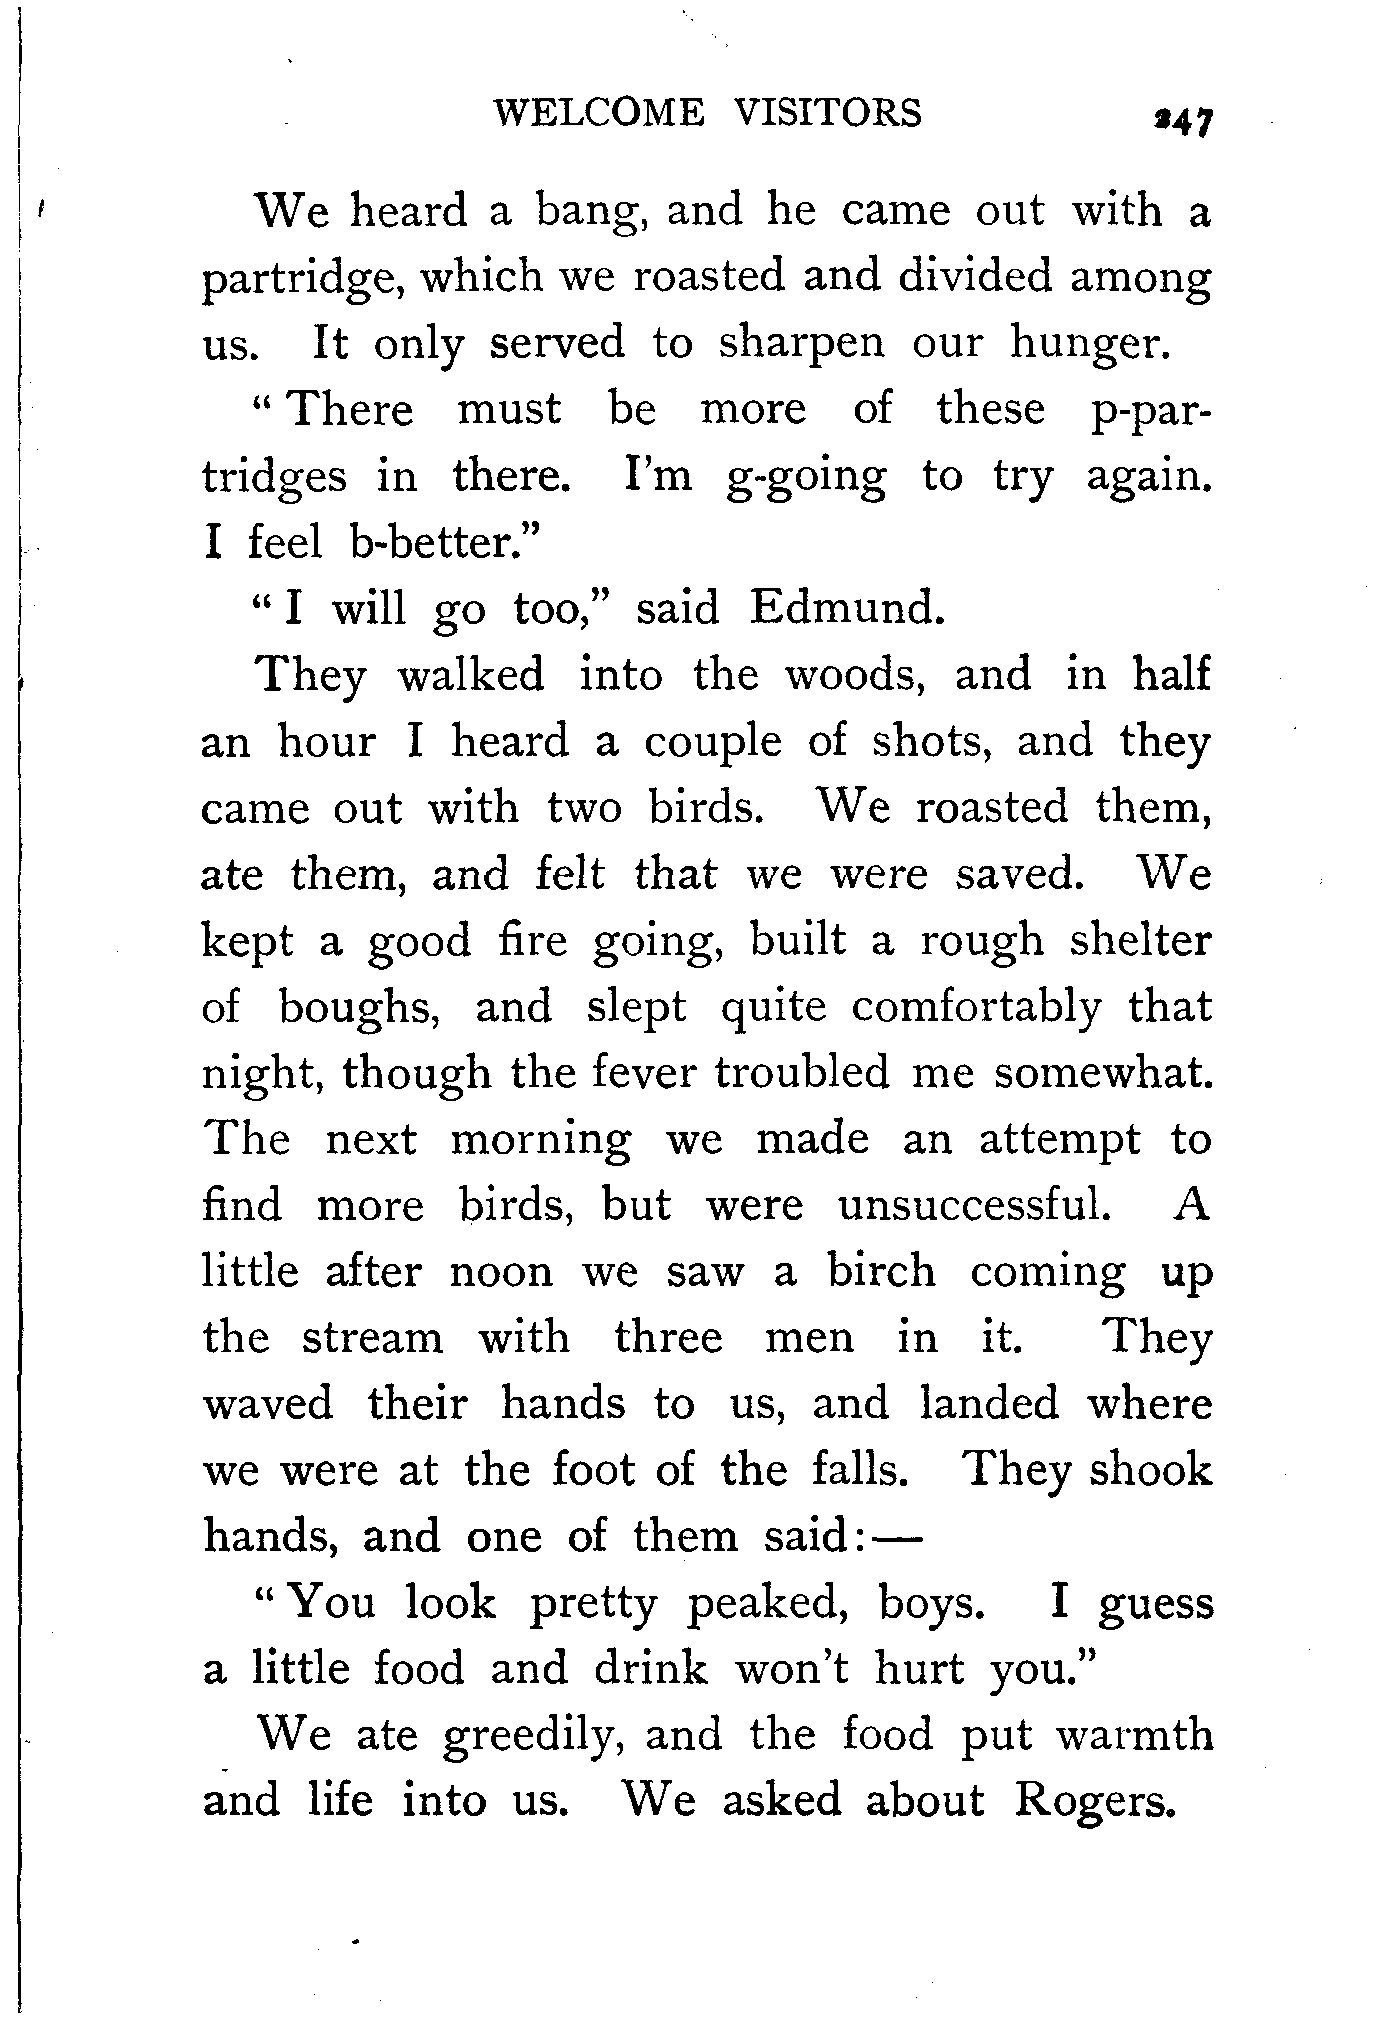 WELCOME VISITORS 247
We heard a bang, and he came out with a
partridge, which we roasted and divided among
us. It only served to sharpen our hunger.
"There must be more of these p-par-
tridges in there. I'm g-going to try again.
I feel b-better."
"I will go too," said Edmund.
They walked into the woods, and in half
an hour I heard a couple of shots, and they
came out with two birds. We roasted them,
ate them, and felt that we were saved. We
kept a good fire going, built a rough shelter
of boughs, and slept quite comfortably that
night, though the fever troubled me somewhat.
The next morning we made an attempt to
find more birds, but were unsuccessful. A
little after noon we saw a birch coming up
the stream with three men in it. They
waved their hands to us, and landed where
we were at the foot of the falls. They shook
hands, and one of them said:—
"You look pretty peaked, boys. I guess
a little food and drink won't hurt you."
We ate greedily, and the food put warmth
and life into us. We asked about Rogers.